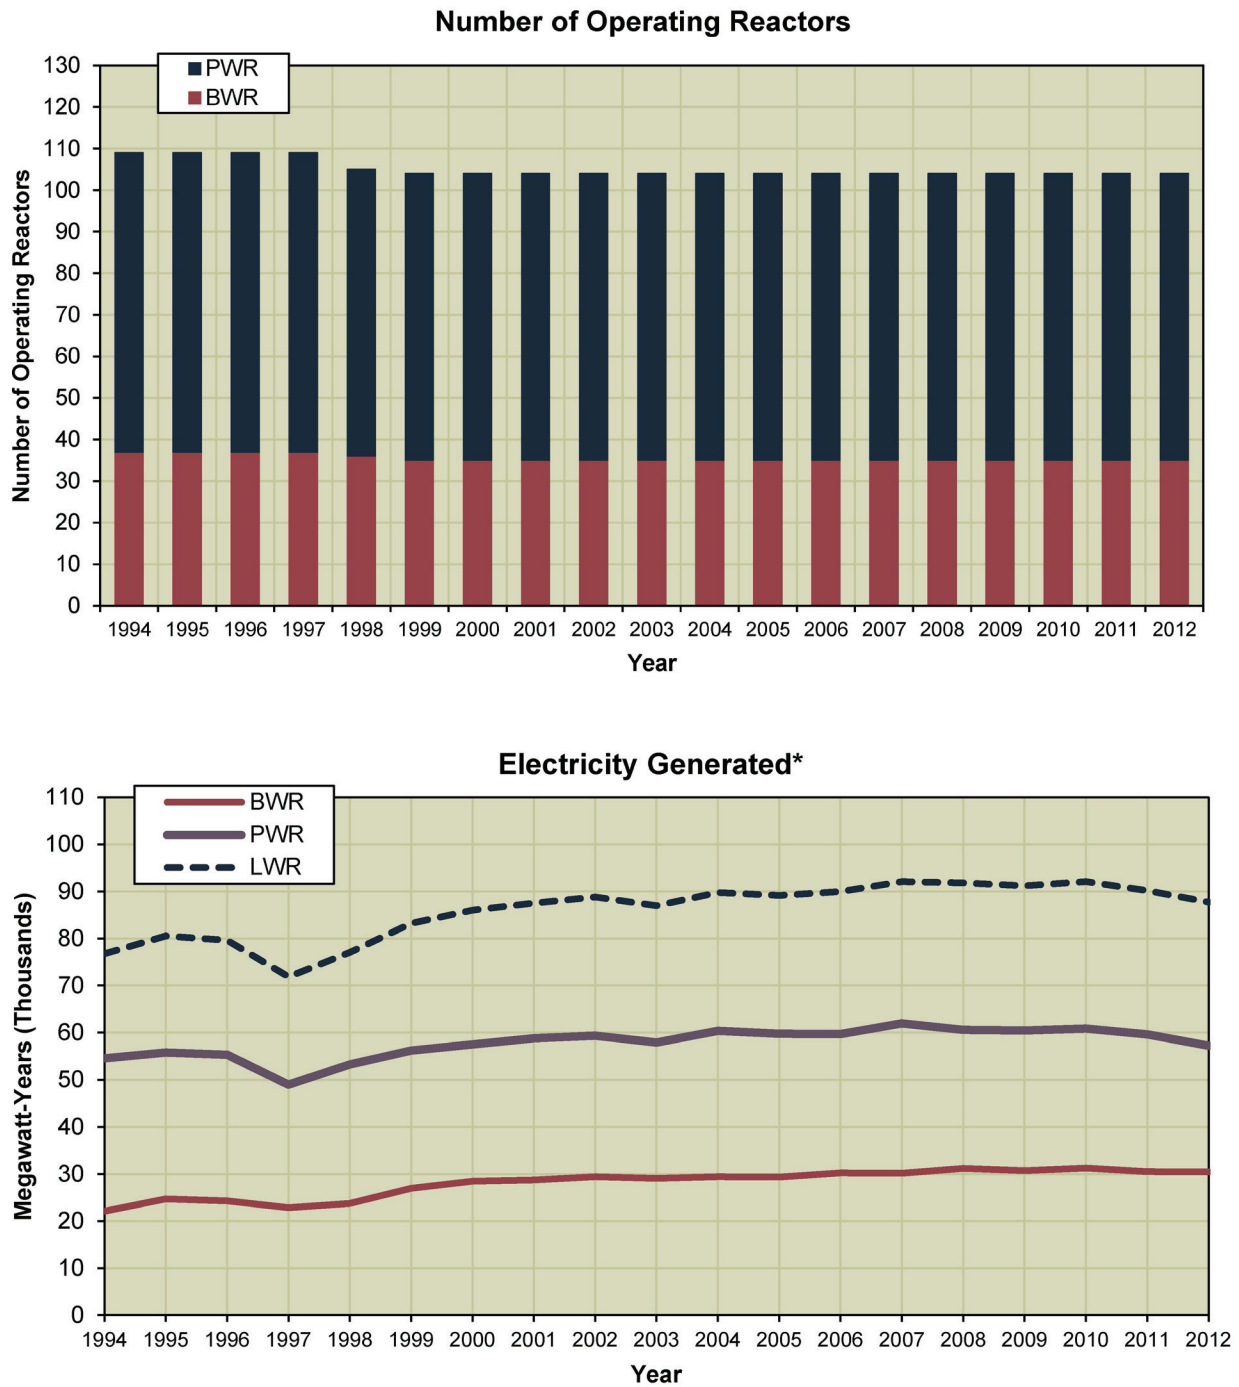 Number of Operating Reactors
PWR
BWR
Number of Operating Reactors
130
120
110
100
90
80
70
60
50
40
30
20
10
0
1994 1995 1996 1997 1998 1999 2000 2001 2002 2003 2004 2005 2006 2007 2008 2009 2010 2011 2012
Year
Electricity Generated*
BWR
PWR
LWR
Megawatt-Years (Thousands)
110
100
90
80
70
60
50
40
30
20
10
0
1994 1995 1996 1997 1998 1999 2000 2001 2002 2003 2004 2005 2006 2007 2008 2009 2010 2011 2012
Year